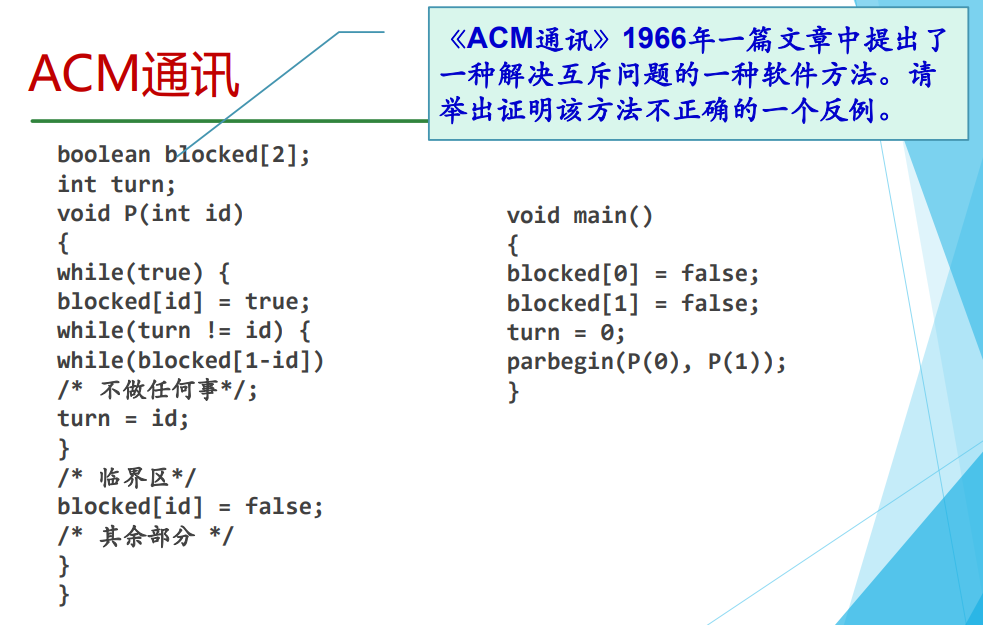 ACM通讯
《ACM通讯》1966年一篇文章中提出了
一种解决互斥问题的一种软件方法。请
举出证明该方法不正确的一个反例。
boolean blocked[2];
int turn;
void P(int id)
{
while(true) {
blocked[id] = true;
while(turn != id) {
while(blocked[1-id])
/* 不做任何事*/;
turn = id;
}
/* 临界区*/
blocked[id] = false;
/* 其余部分 */
}
}
void main()
{
blocked[0] = false;
blocked[1] = false;
turn = 0;
parbegin(P(0), P(1));
}